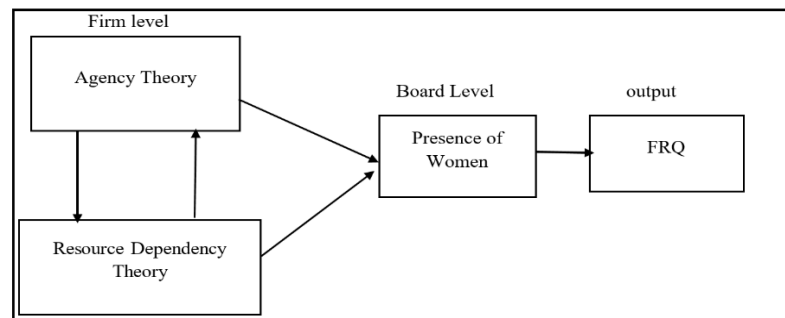 Firm level
Agency Theory
Board Level
output
Presence of
Women
FRQ
Resource Dependency
Theory